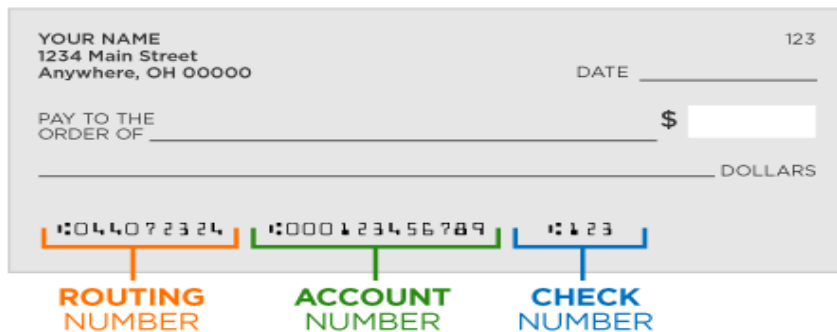 YOUR NAME 123
1234 Main Street
Anywhere, OH 00000
DATE
PAY TO THE
ORDER OF $
DOLLARS
⑆044072324 ⑆000123456789 ⑆123
ROUTING ACCOUNT CHECK
NUMBER NUMBER NUMBER